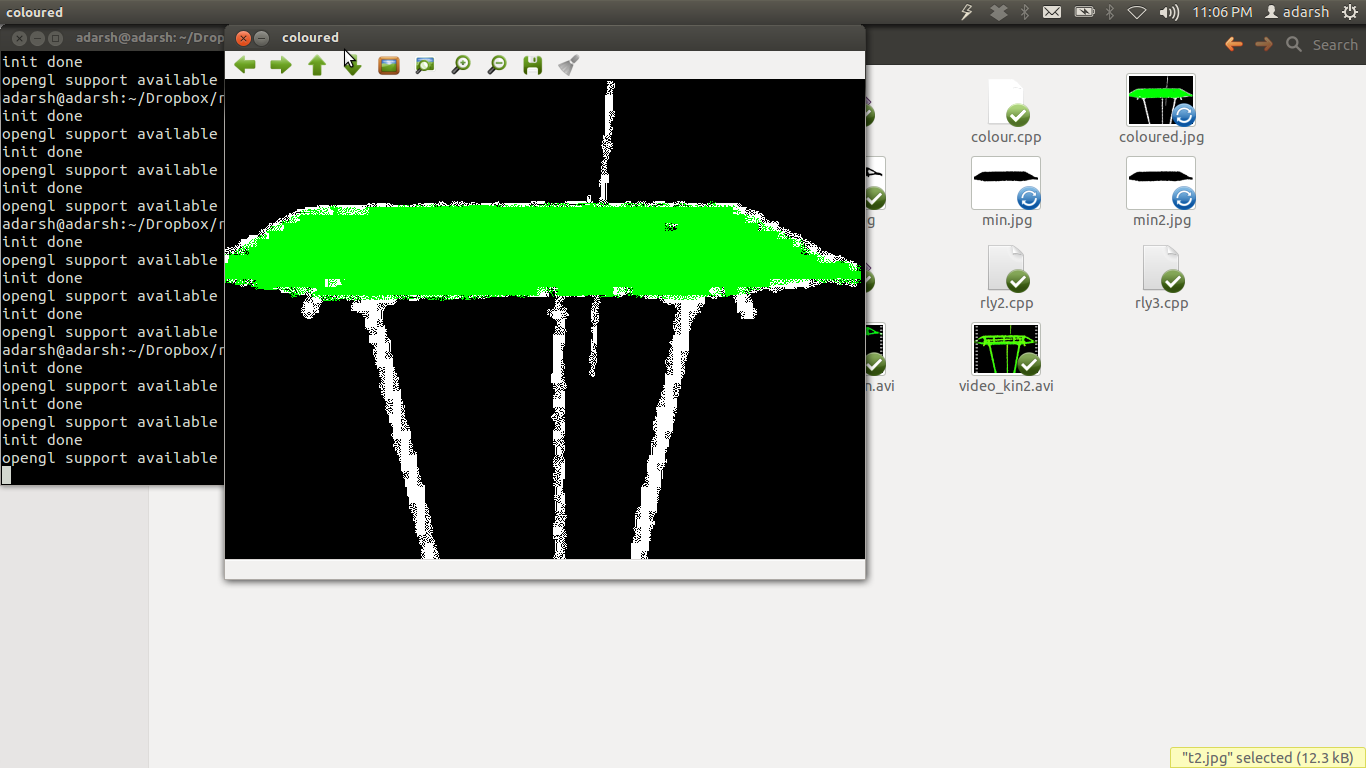 coloured
11:06 PM
adarsh
adarsh@adarsh: ~/Drop
coloured
Search
init done
opengl support available
adarsh@adarsh:~/Dropbox/r
init done
opengl support available
init done
opengl support available
init done
opengl support available
adarsh@adarsh:~/Dropbox/r
init done
opengl support available
init done
opengl support available
init done
opengl support available
adarsh@adarsh:~/Dropbox/r
init done
opengl support available
init done
opengl support available
init done
opengl support available
colour.cpp
coloured.jpg
g
min.jpg
min2.jpg
rly2.cpp
rly3.cpp
n.avi
video_kin2.avi
"t2.jpg" selected (12.3 kB)